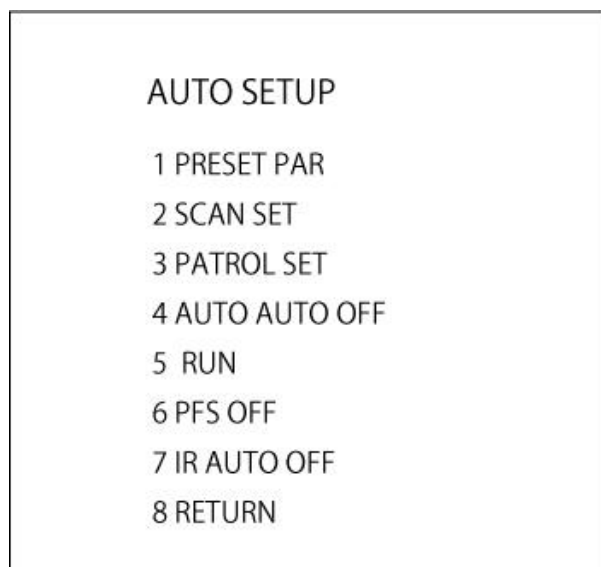 AUTO SETUP
1 PRESET PAR
2 SCAN SET
3 PATROL SET
4 AUTO AUTO OFF
5 RUN
6 PFS OFF
7 IR AUTO OFF
8 RETURN